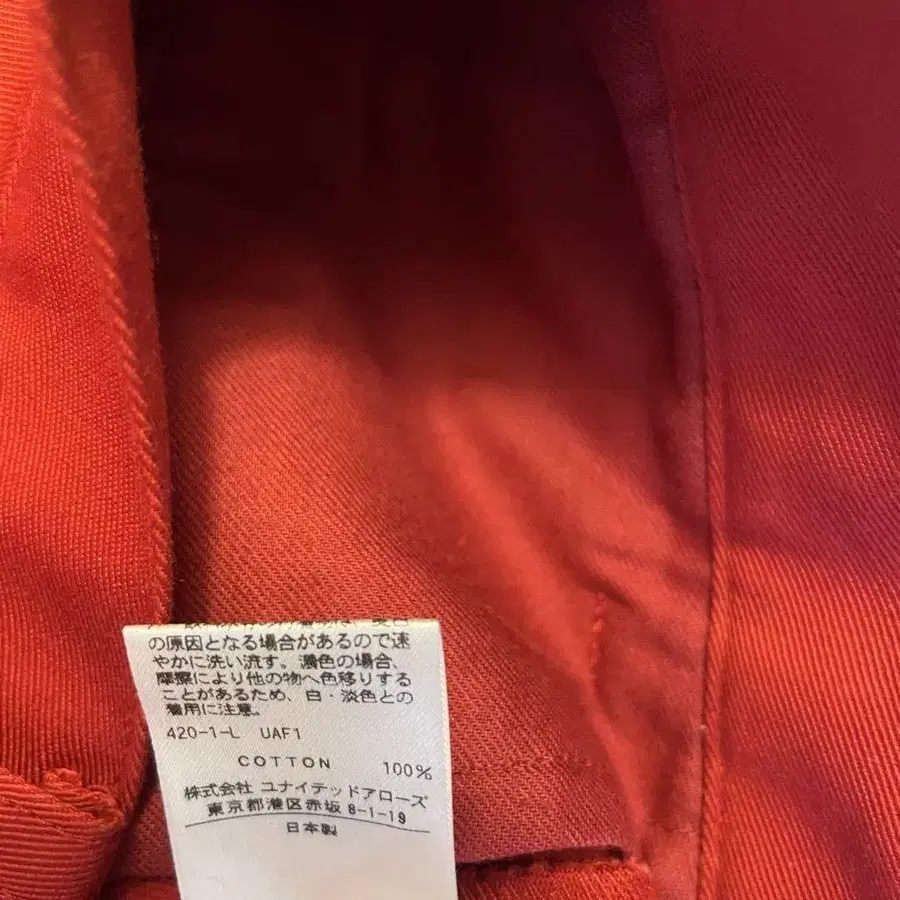 の原因となる場合があるので速
やかに洗い流す。濃色の場合、
摩擦により他の物へ色移りする
ことがあるため、白・淡色との
着用に注意。
420-1-L UAF1
COTTON 100%
株式会社 ユナイテッドアローズ
東京都港区赤坂 8-1-19
日本製